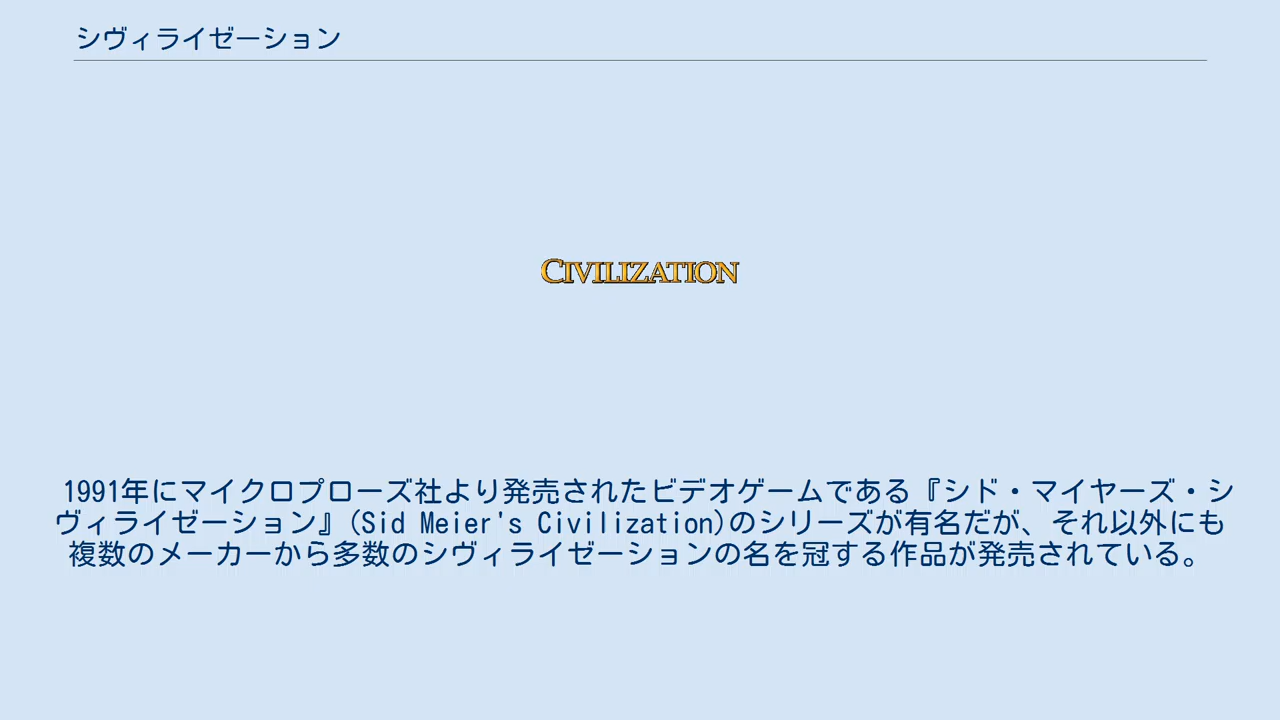 シヴィライゼーション
CIVILIZATION
1991年にマイクロプローズ社より発売されたビデオゲームである『シド・マイヤーズ・シ
ヴィライゼーション』(Sid Meier's Civilization)のシリーズが有名だが、それ以外にも
複数のメーカーから多数のシヴィライゼーションの名を冠する作品が発売されている。